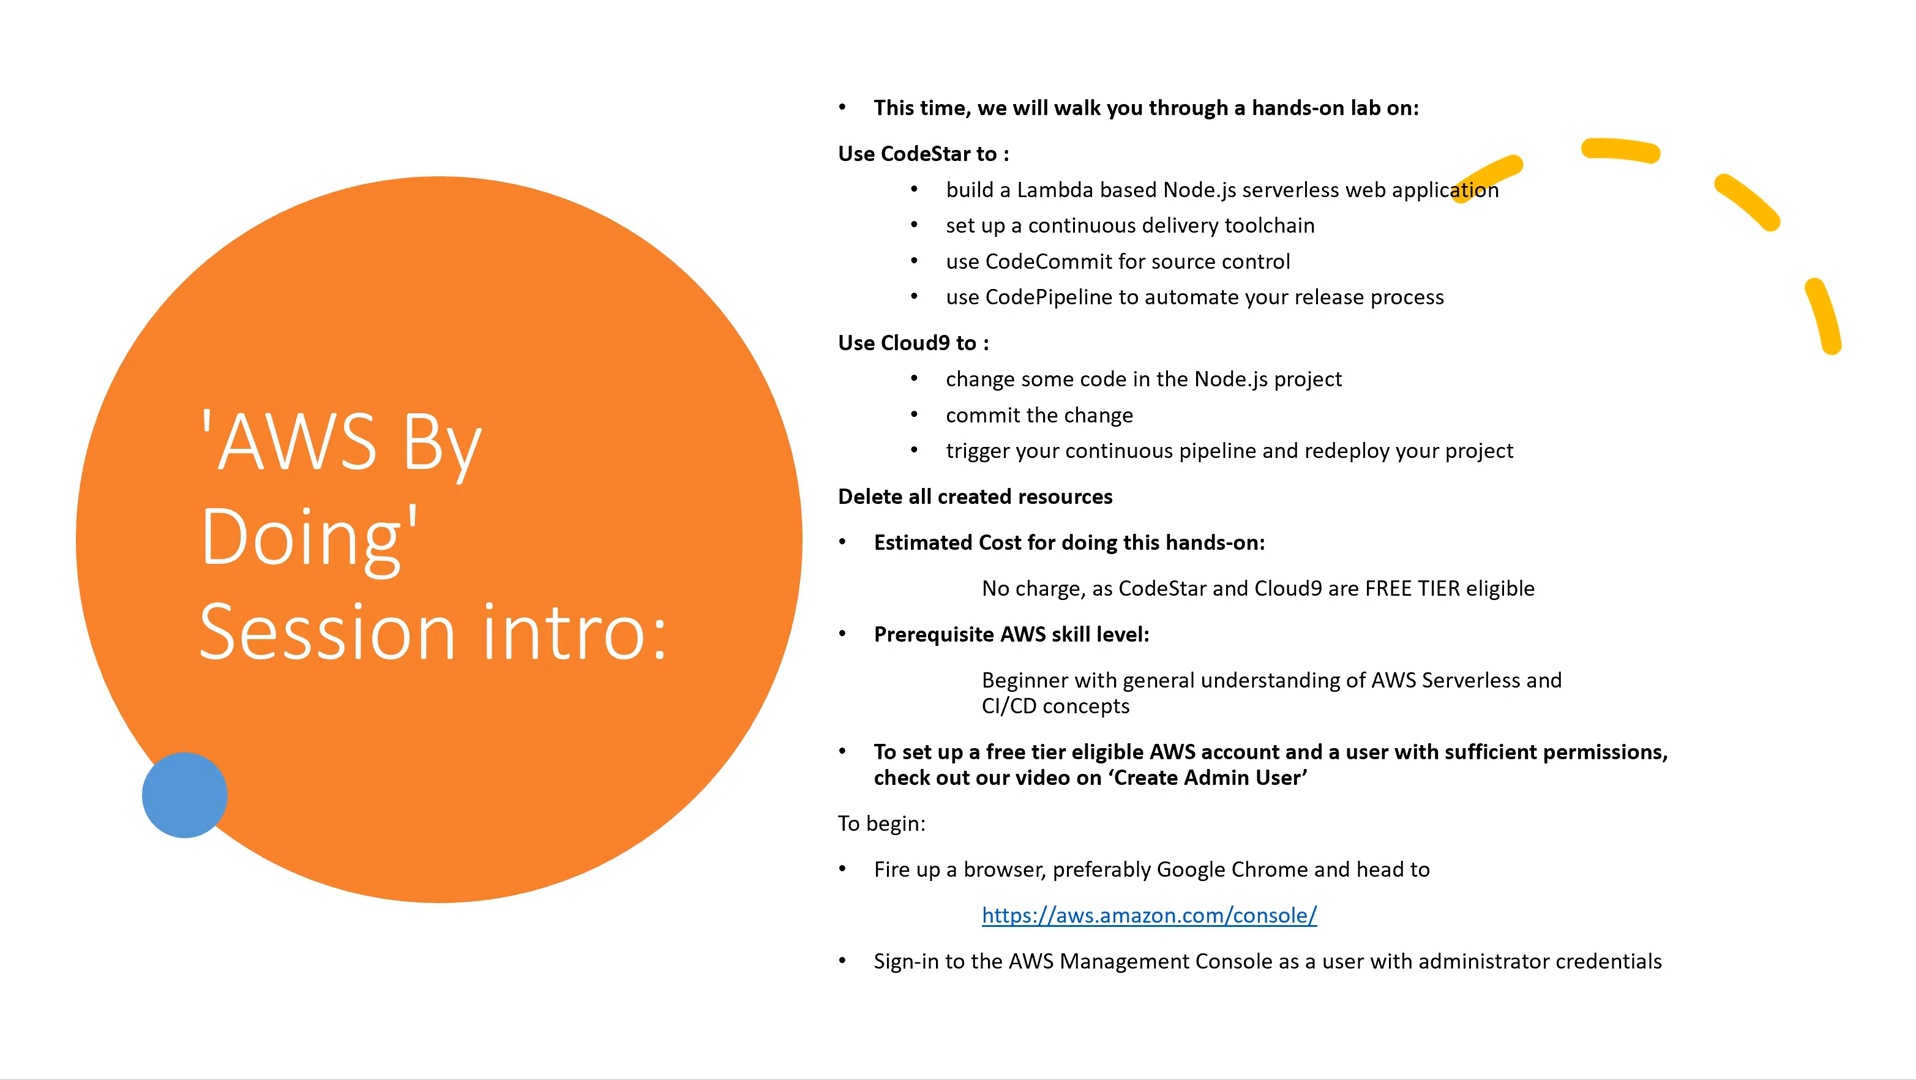 'AWS By
Doing'
Session intro:
• This time, we will walk you through a hands-on lab on:
Use CodeStar to :
• build a Lambda based Node.js serverless web application
• set up a continuous delivery toolchain
• use CodeCommit for source control
• use CodePipeline to automate your release process
Use Cloud9 to :
• change some code in the Node.js project
• commit the change
• trigger your continuous pipeline and redeploy your project
Delete all created resources
• Estimated Cost for doing this hands-on:
No charge, as CodeStar and Cloud9 are FREE TIER eligible
• Prerequisite AWS skill level:
Beginner with general understanding of AWS Serverless and
CI/CD concepts
• To set up a free tier eligible AWS account and a user with sufficient permissions,
check out our video on ‘Create Admin User’
To begin:
• Fire up a browser, preferably Google Chrome and head to
https://aws.amazon.com/console/
• Sign-in to the AWS Management Console as a user with administrator credentials